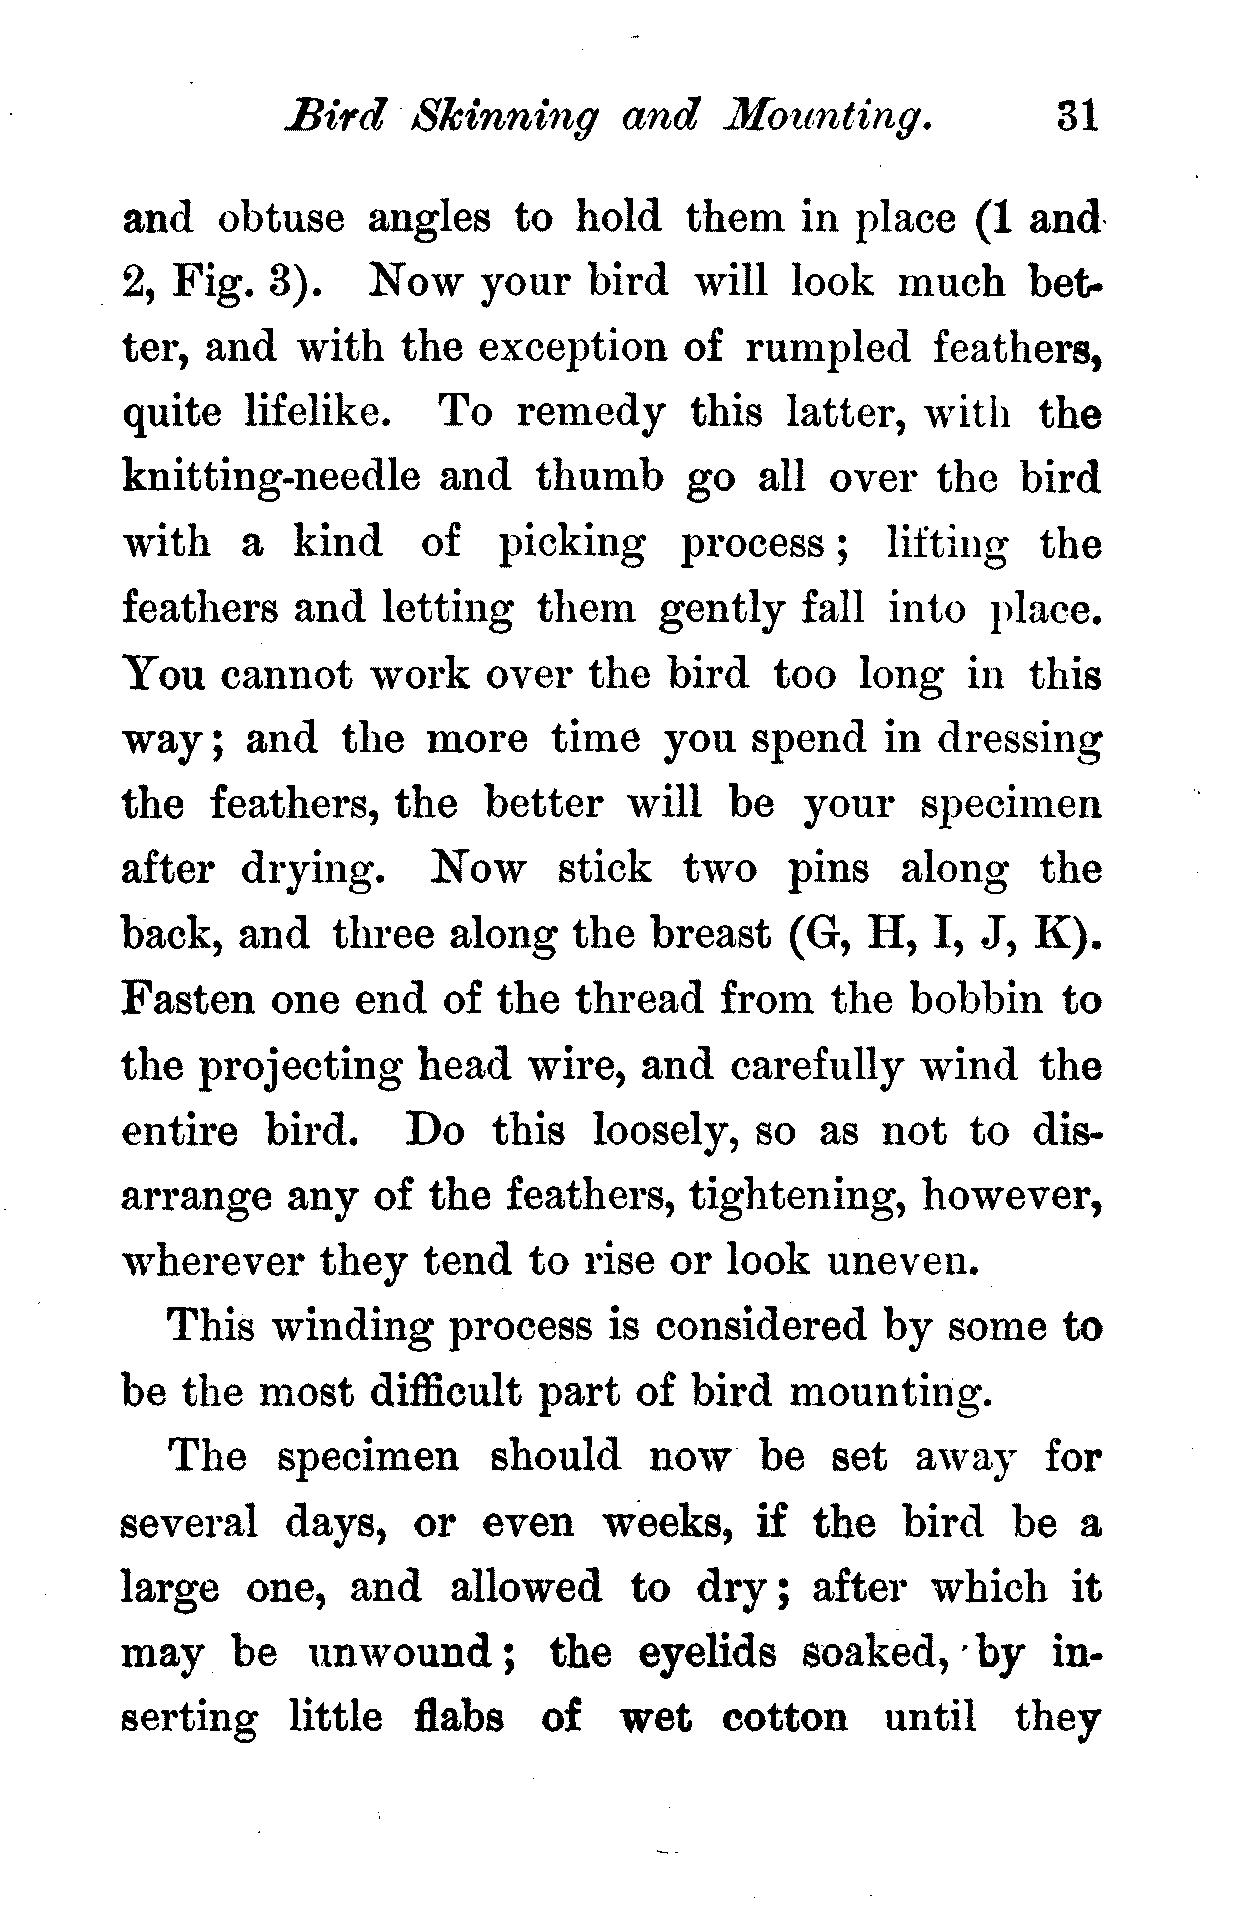 Bird Skinning and Mounting. 31
and obtuse angles to hold them in place (1 and
2, Fig. 3). Now your bird will look much bet-
ter, and with the exception of rumpled feathers,
quite lifelike. To remedy this latter, with the
knitting-needle and thumb go all over the bird
with a kind of picking process; lifting the
feathers and letting them gently fall into place.
You cannot work over the bird too long in this
way; and the more time you spend in dressing
the feathers, the better will be your specimen
after drying. Now stick two pins along the
back, and three along the breast (G, H, I, J, K).
Fasten one end of the thread from the bobbin to
the projecting head wire, and carefully wind the
entire bird. Do this loosely, so as not to dis-
arrange any of the feathers, tightening, however,
wherever they tend to rise or look uneven.
This winding process is considered by some to
be the most difficult part of bird mounting.
The specimen should now be set away for
several days, or even weeks, if the bird be a
large one, and allowed to dry; after which it
may be unwound; the eyelids soaked, by in-
serting little flabs of wet cotton until they